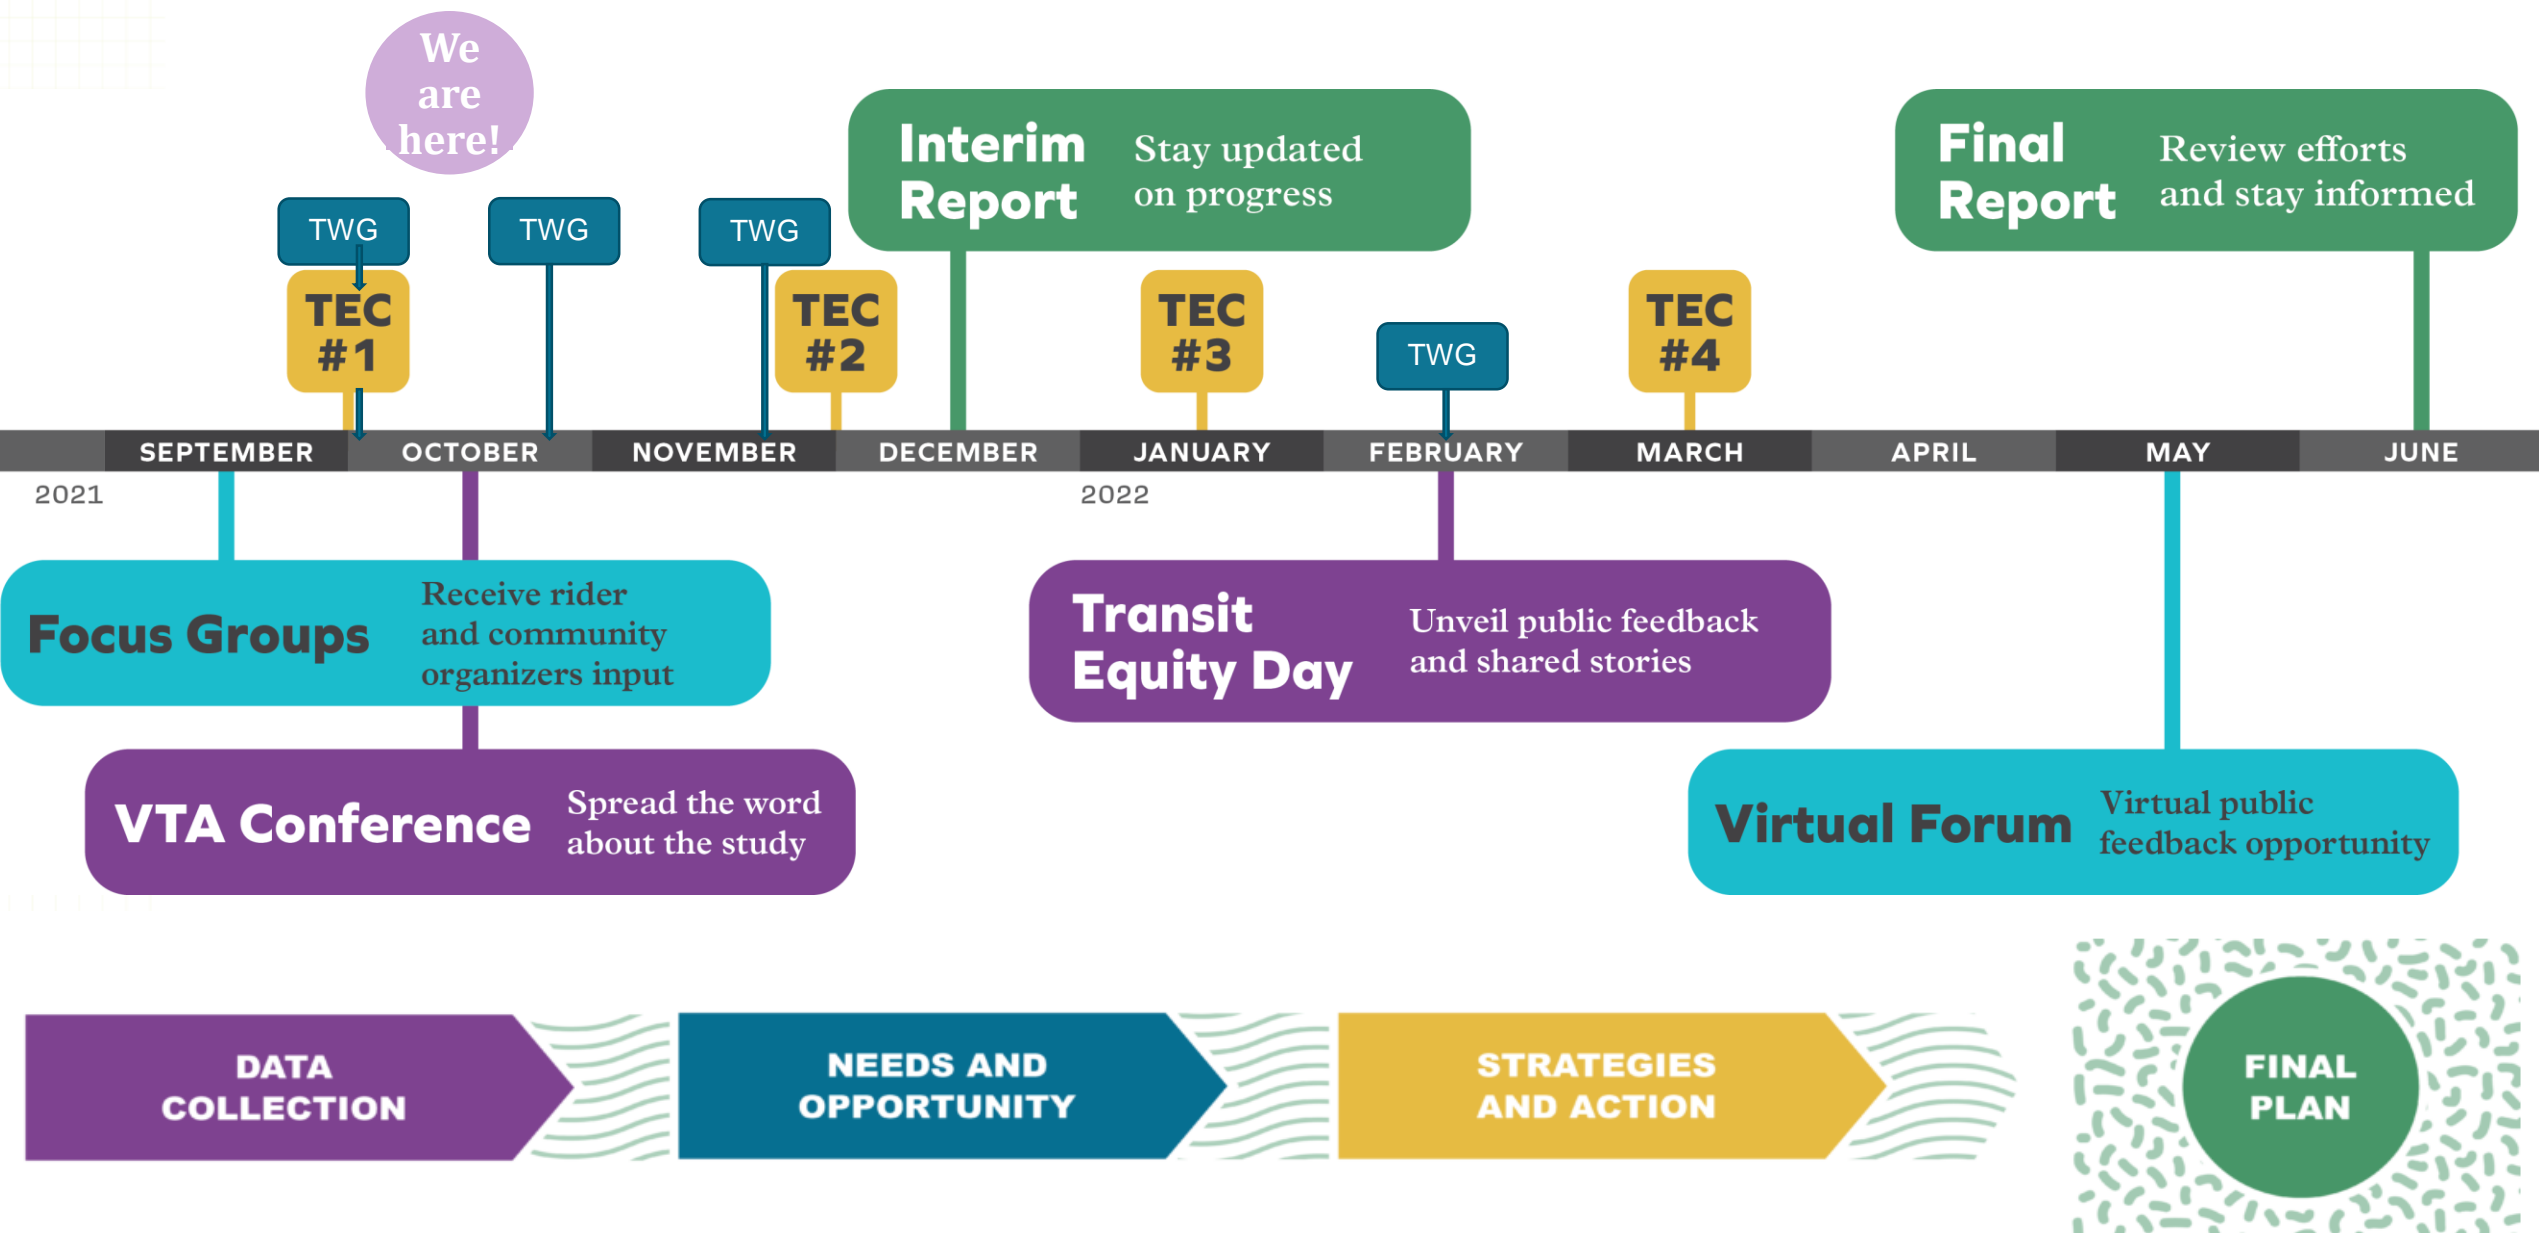 We
are
here!
TWG
TWG
TWG
Interim
Report
Stay updated
on progress
Final
Report
Review efforts
and stay informed
TEC
#1
TEC
#2
TEC
#3
TWG
TEC
#4
SEPTEMBER
OCTOBER
NOVEMBER
DECEMBER
JANUARY
FEBRUARY
MARCH
APRIL
MAY
JUNE
2021
2022
Focus Groups
Receive rider
and community
organizers input
Transit
Equity Day
Unveil public feedback
and shared stories
VTA Conference
Spread the word
about the study
Virtual Forum
Virtual public
feedback opportunity
DATA
COLLECTION
NEEDS AND
OPPORTUNITY
STRATEGIES
AND ACTION
FINAL
PLAN